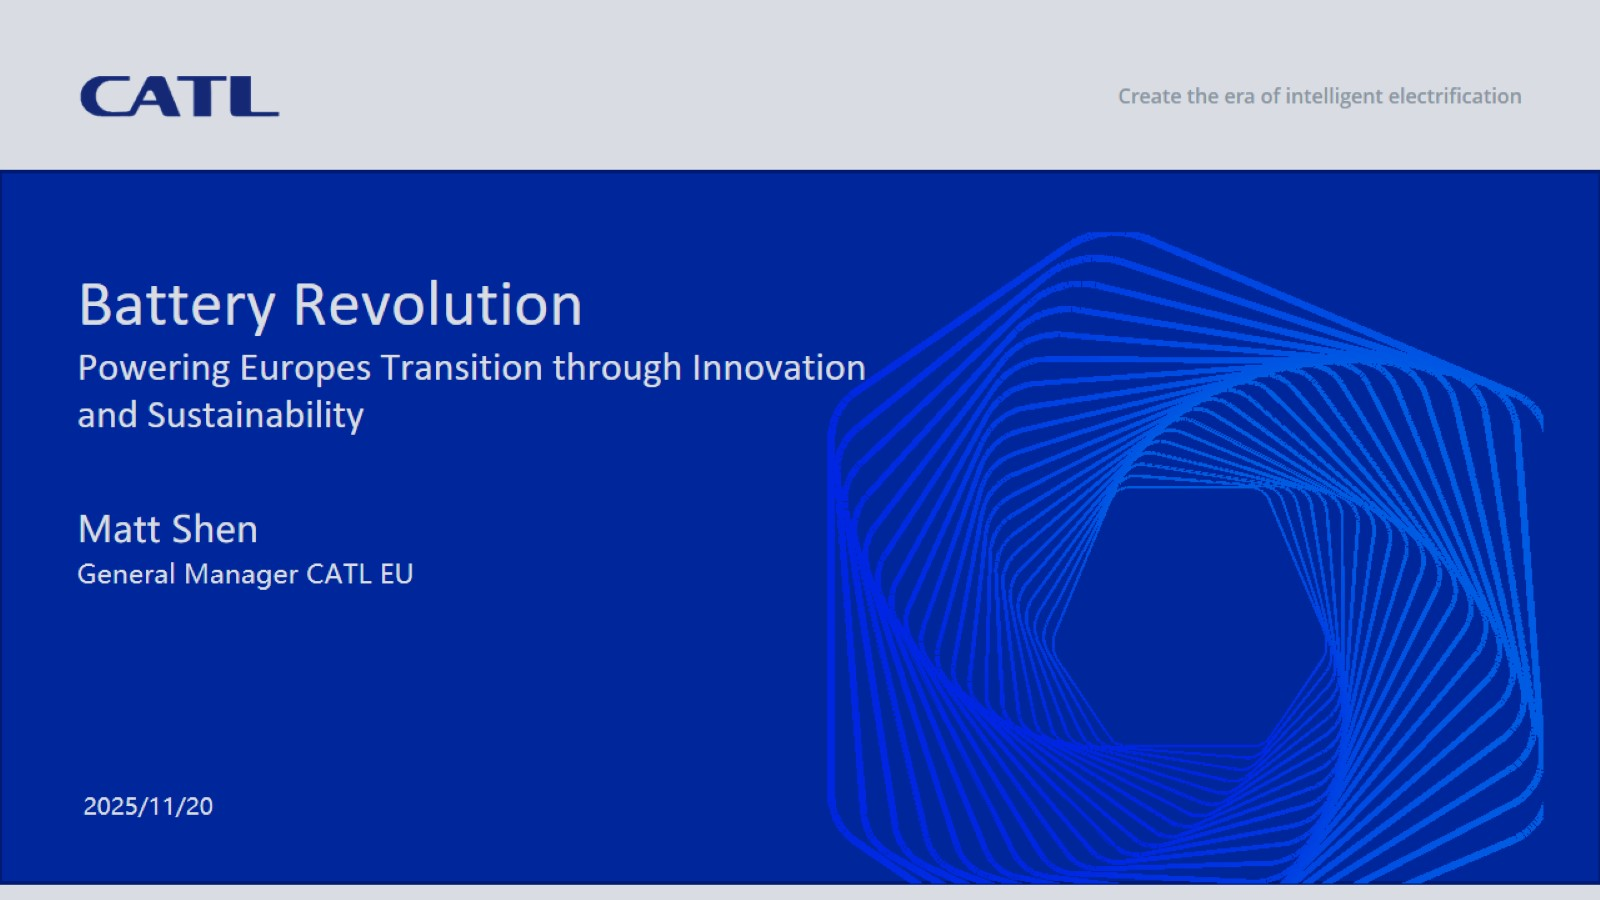 CATL
Create the era of intelligent electrification
Battery Revolution
Powering Europes Transition through Innovation
and Sustainability
Matt Shen
General Manager CATL EU
2025/11/20